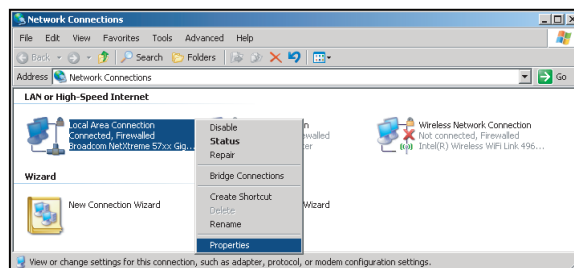 Network Connections
File Edit View Favorites Tools Advanced Help
Back Search Folders
Address Network Connections Go
LAN or High-Speed Internet
Local Area Connection
Connected, Firewalled
Broadcom NetXtreme 57xx Gig...
Disable
Status
Repair
Bridge Connections
Create Shortcut
Delete
Rename
Properties
Wireless Network Connection
Not connected, Firewalled
Intel(R) Wireless WiFi Link 496...
Wizard
New Connection Wizard
Wizard
View or change settings for this connection, such as adapter, protocol, or modem configuration settings.